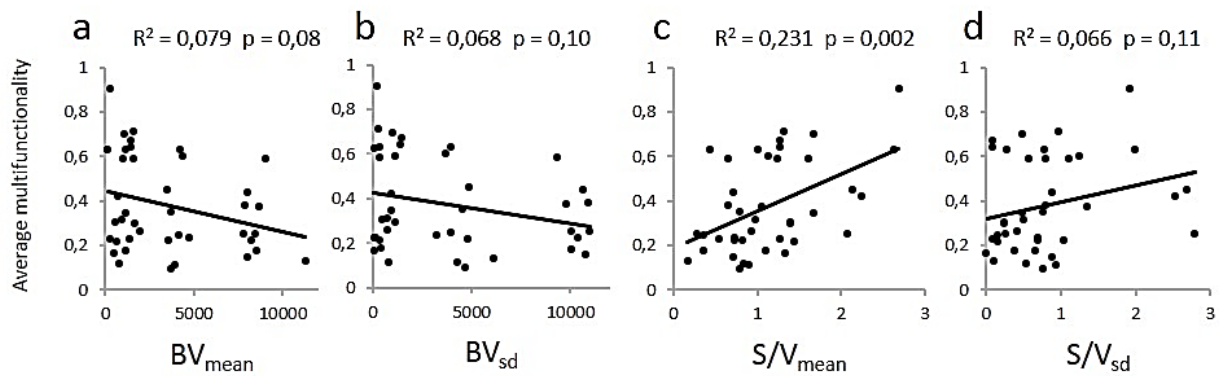 a
R² = 0,079 p = 0,08
b
R² = 0,068 p = 0,10
c
R² = 0,231 p = 0,002
d
R² = 0,066 p = 0,11
Average multifunctionality
1
0,8
0,6
0,4
0,2
0
0 5000 10000
BVmean
1
0,8
0,6
0,4
0,2
0
0 5000 10000
BVsd
1
0,8
0,6
0,4
0,2
0
0 1 2 3
S/Vmean
1
0,8
0,6
0,4
0,2
0
0 1 2 3
S/Vsd